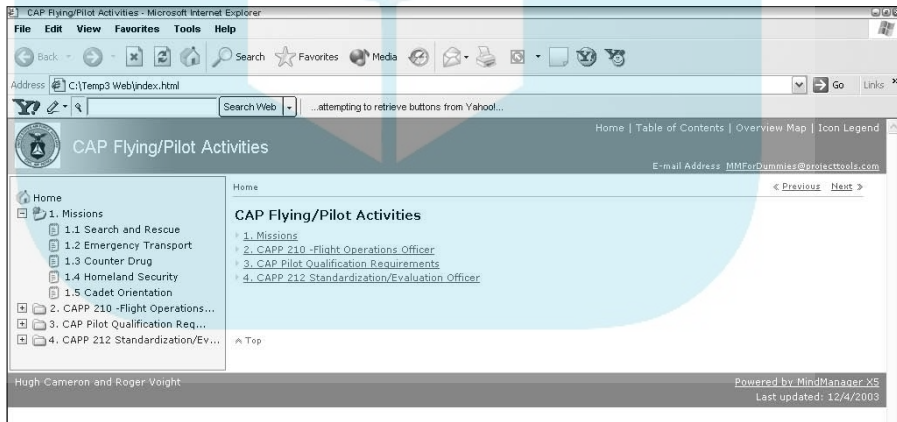 CAP Flying/Pilot Activities - Microsoft Internet Explorer
File Edit View Favorites Tools Help
Back Search Favorites Media
Address C:\Temp3 Web\index.html Go Links »
Y? Search Web ...attempting to retrieve buttons from Yahoo!...
Home | Table of Contents | Overview Map | Icon Legend
CAP Flying/Pilot Activities
E-mail Address MMForDummies@projecttools.com
Home
1. Missions
1.1 Search and Rescue
1.2 Emergency Transport
1.3 Counter Drug
1.4 Homeland Security
1.5 Cadet Orientation
2. CAPP 210 -Flight Operations...
3. CAP Pilot Qualification Req...
4. CAPP 212 Standardization/Ev...
Home « Previous Next »
CAP Flying/Pilot Activities
1. Missions
2. CAPP 210 -Flight Operations Officer
3. CAP Pilot Qualification Requirements
4. CAPP 212 Standardization/Evaluation Officer
Top
Hugh Cameron and Roger Voight
Powered by MindManager X5
Last updated: 12/4/2003